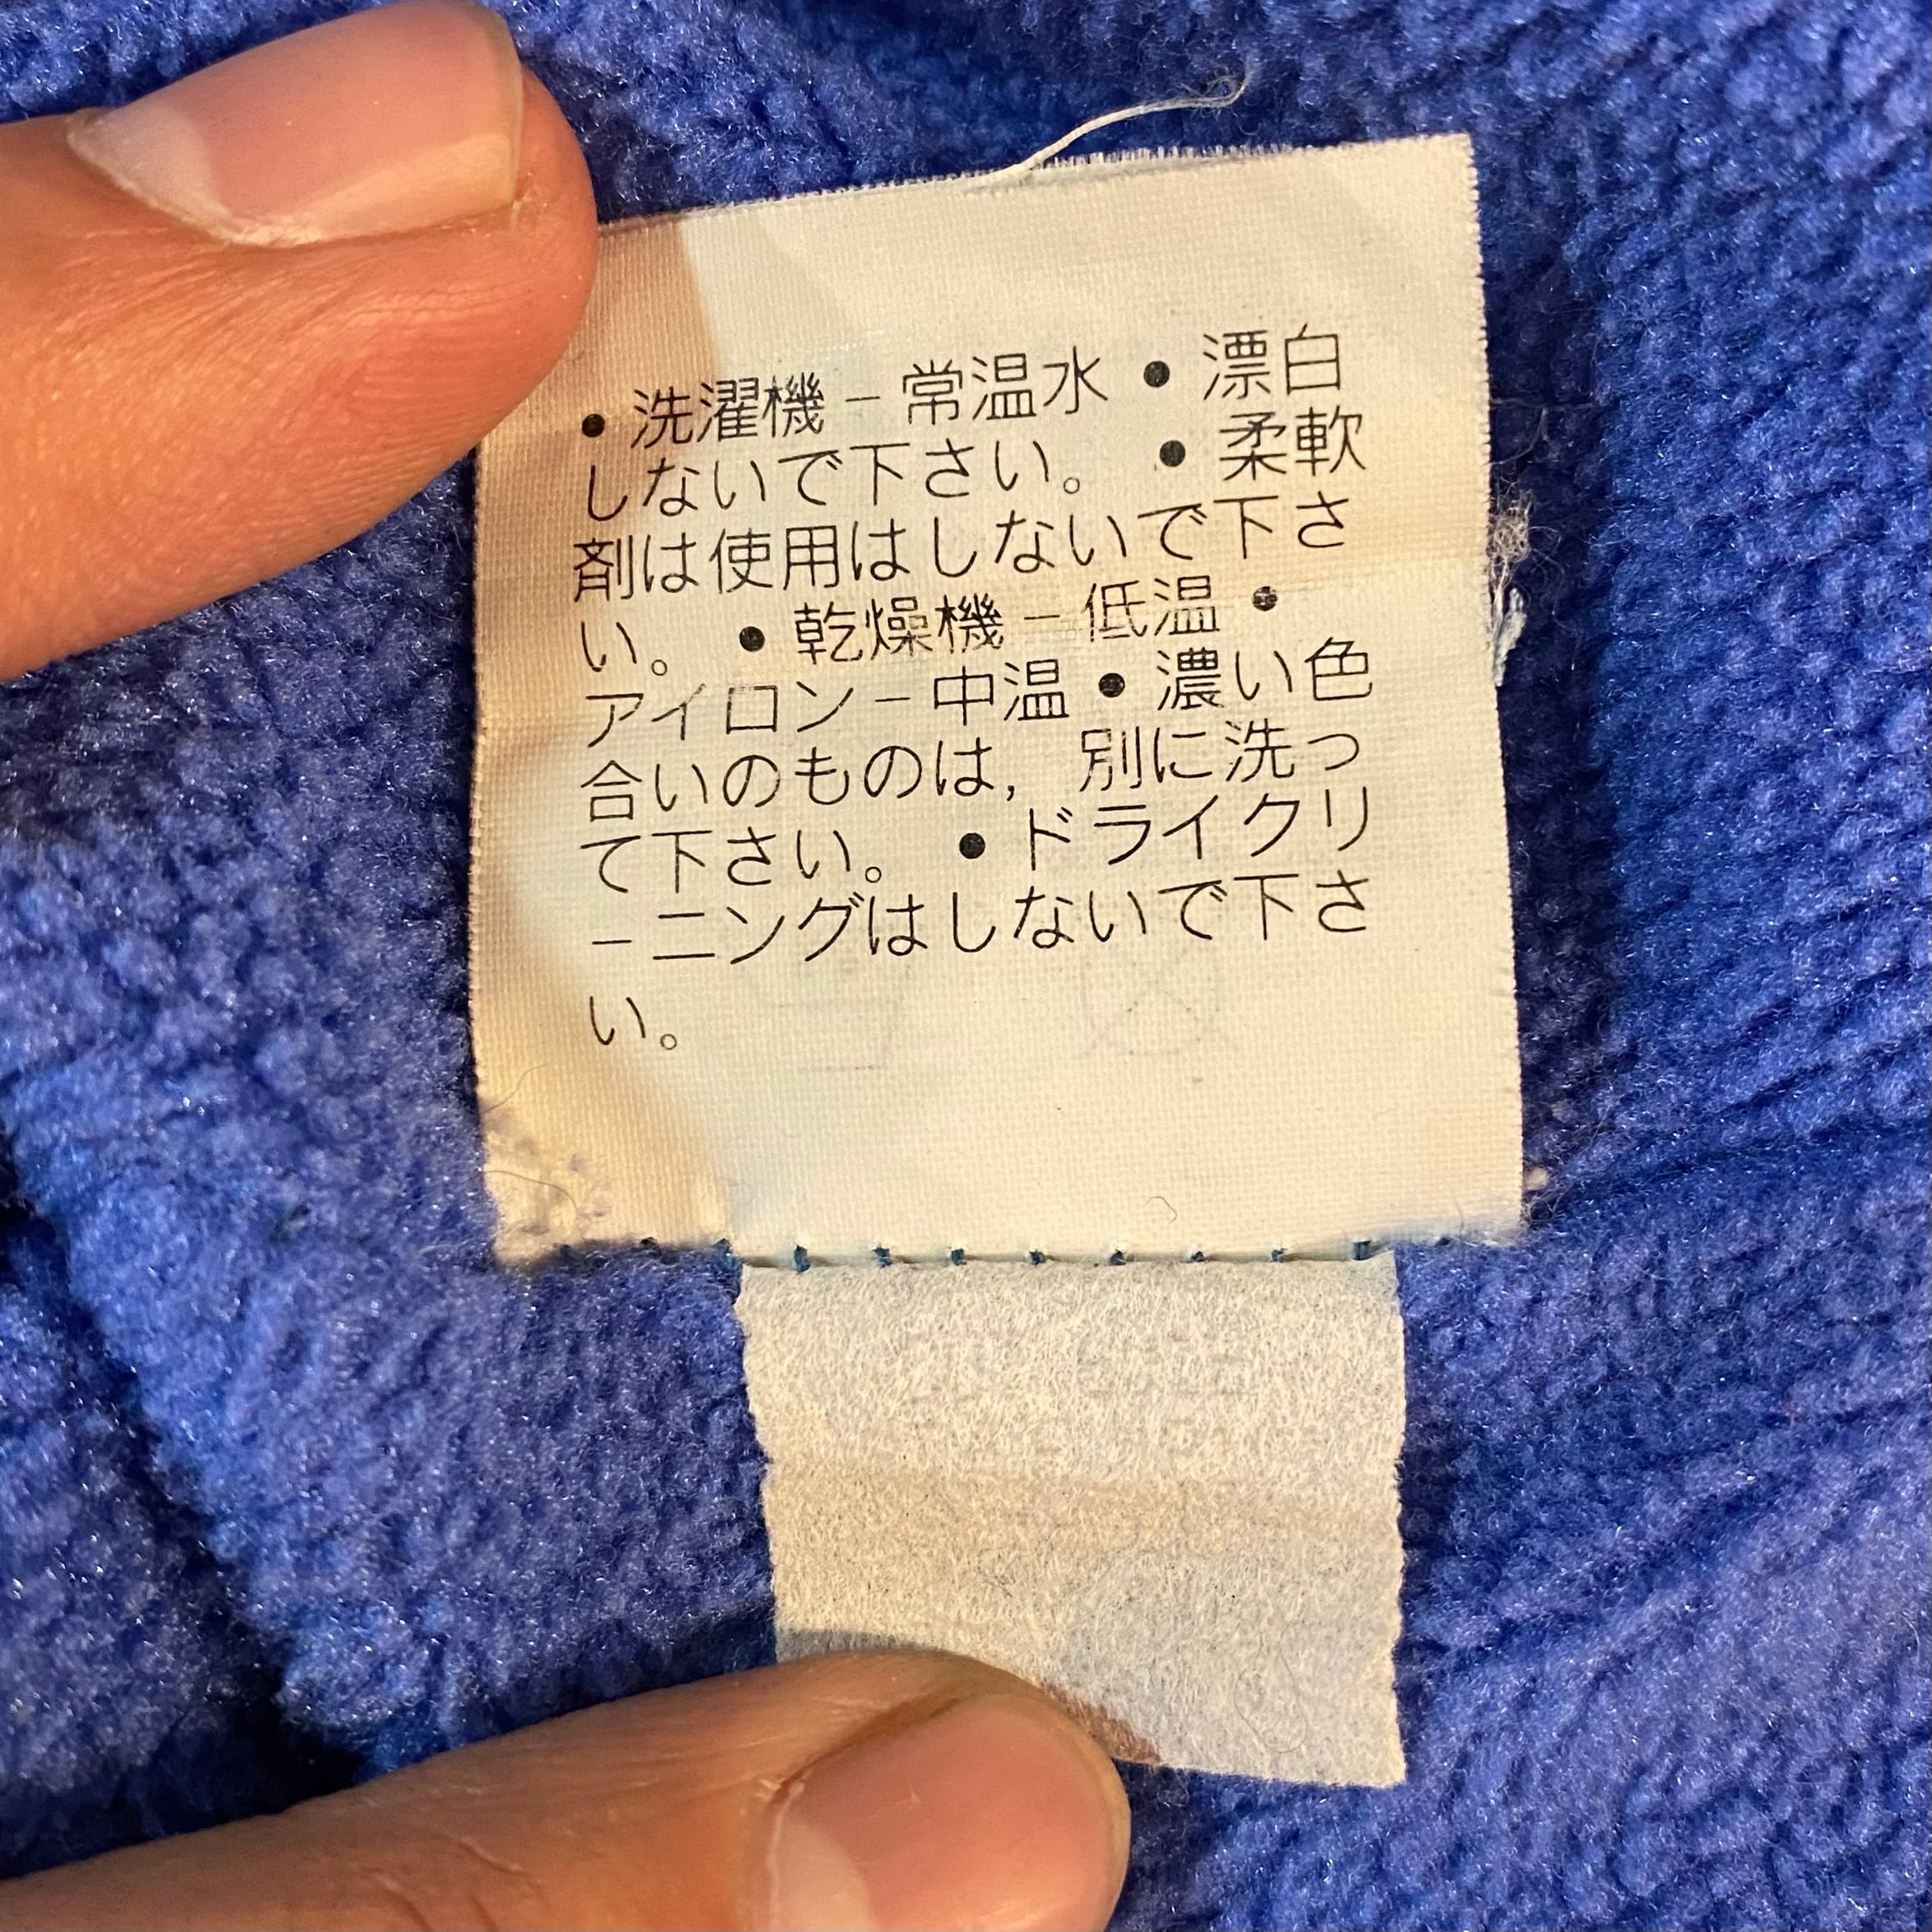 • 洗濯機 – 常温水 • 漂白
しないで下さい。 • 柔軟
剤は使用はしないで下さ
い。 • 乾燥機 – 低温 •
アイロン – 中温 • 濃い色
合いのものは, 別に洗っ
て下さい。 • ドライクリ
–ニングはしないで下さ
い。